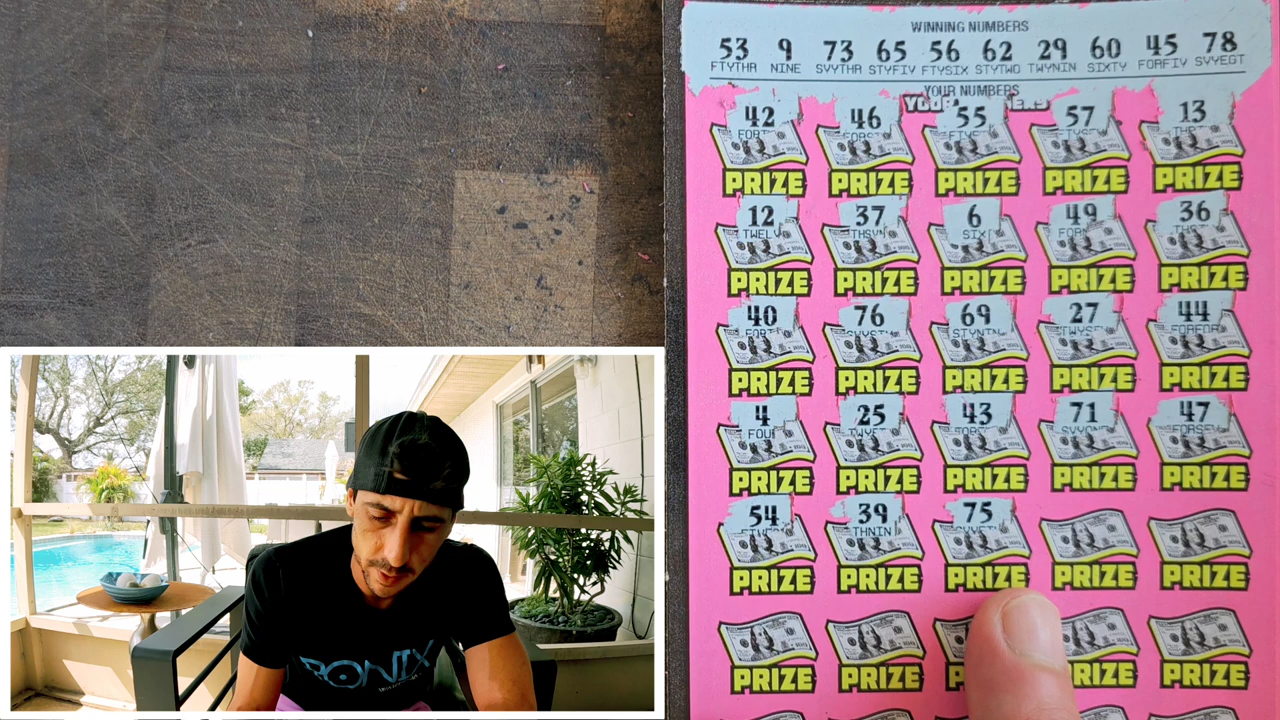 WINNING NUMBERS
53 9 73 65 56 62 29 60 45 78
FTYTHR NINE SVYTHR STYFIV FTYSIX STYTWO TWYNIN SIXTY FORFIV SVYEGT
YOUR NUMBERS
42 46 55 57 13
PRIZE PRIZE PRIZE PRIZE PRIZE
12 37 6 49 36
TWELV THSVN SIX
PRIZE PRIZE PRIZE PRIZE PRIZE
40 76 69 27 44
PRIZE PRIZE PRIZE PRIZE PRIZE
4 25 43 71 47
PRIZE PRIZE PRIZE PRIZE PRIZE
54 39 75
THNIN
PRIZE PRIZE PRIZE PRIZE PRIZE
PRIZE PRIZE PRIZE PRIZE
RONIX